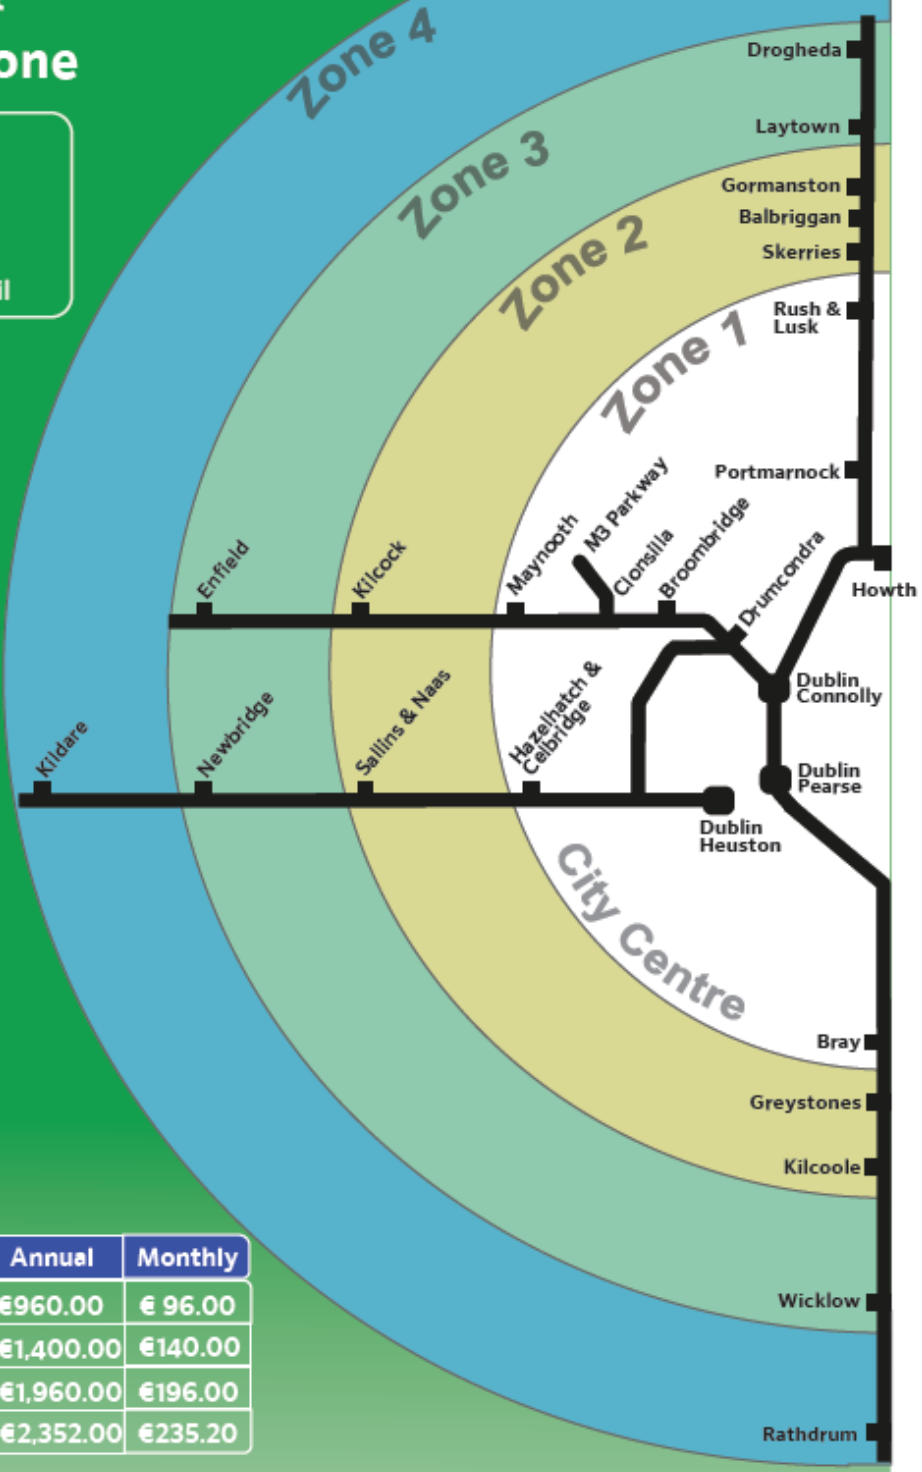 one
Zone 4
Zone 3
Zone 2
Zone 1
City Centre
Drogheda
Laytown
Gormanston
Balbriggan
Skerries
Rush &
Lusk
Portmarnock
Howth
Enfield
Kilcock
Maynooth
M3 Parkway
Clonsilla
Broombridge
Drumcondra
Dublin
Connolly
Dublin
Pearse
Kildare
Newbridge
Sallins & Naas
Hazelhatch &
Celbridge
Dublin
Heuston
Bray
Greystones
Kilcoole
Wicklow
Rathdrum
Annual Monthly
€960.00 € 96.00
€1,400.00 €140.00
€1,960.00 €196.00
€2,352.00 €235.20